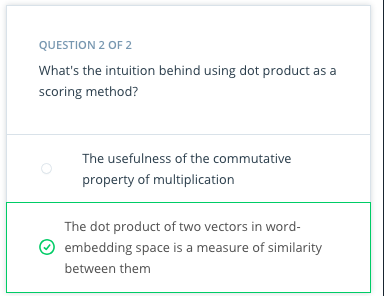 QUESTION 2 OF 2
What's the intuition behind using dot product as a
scoring method?
The usefulness of the commutative
property of multiplication
The dot product of two vectors in word-
embedding space is a measure of similarity
between them